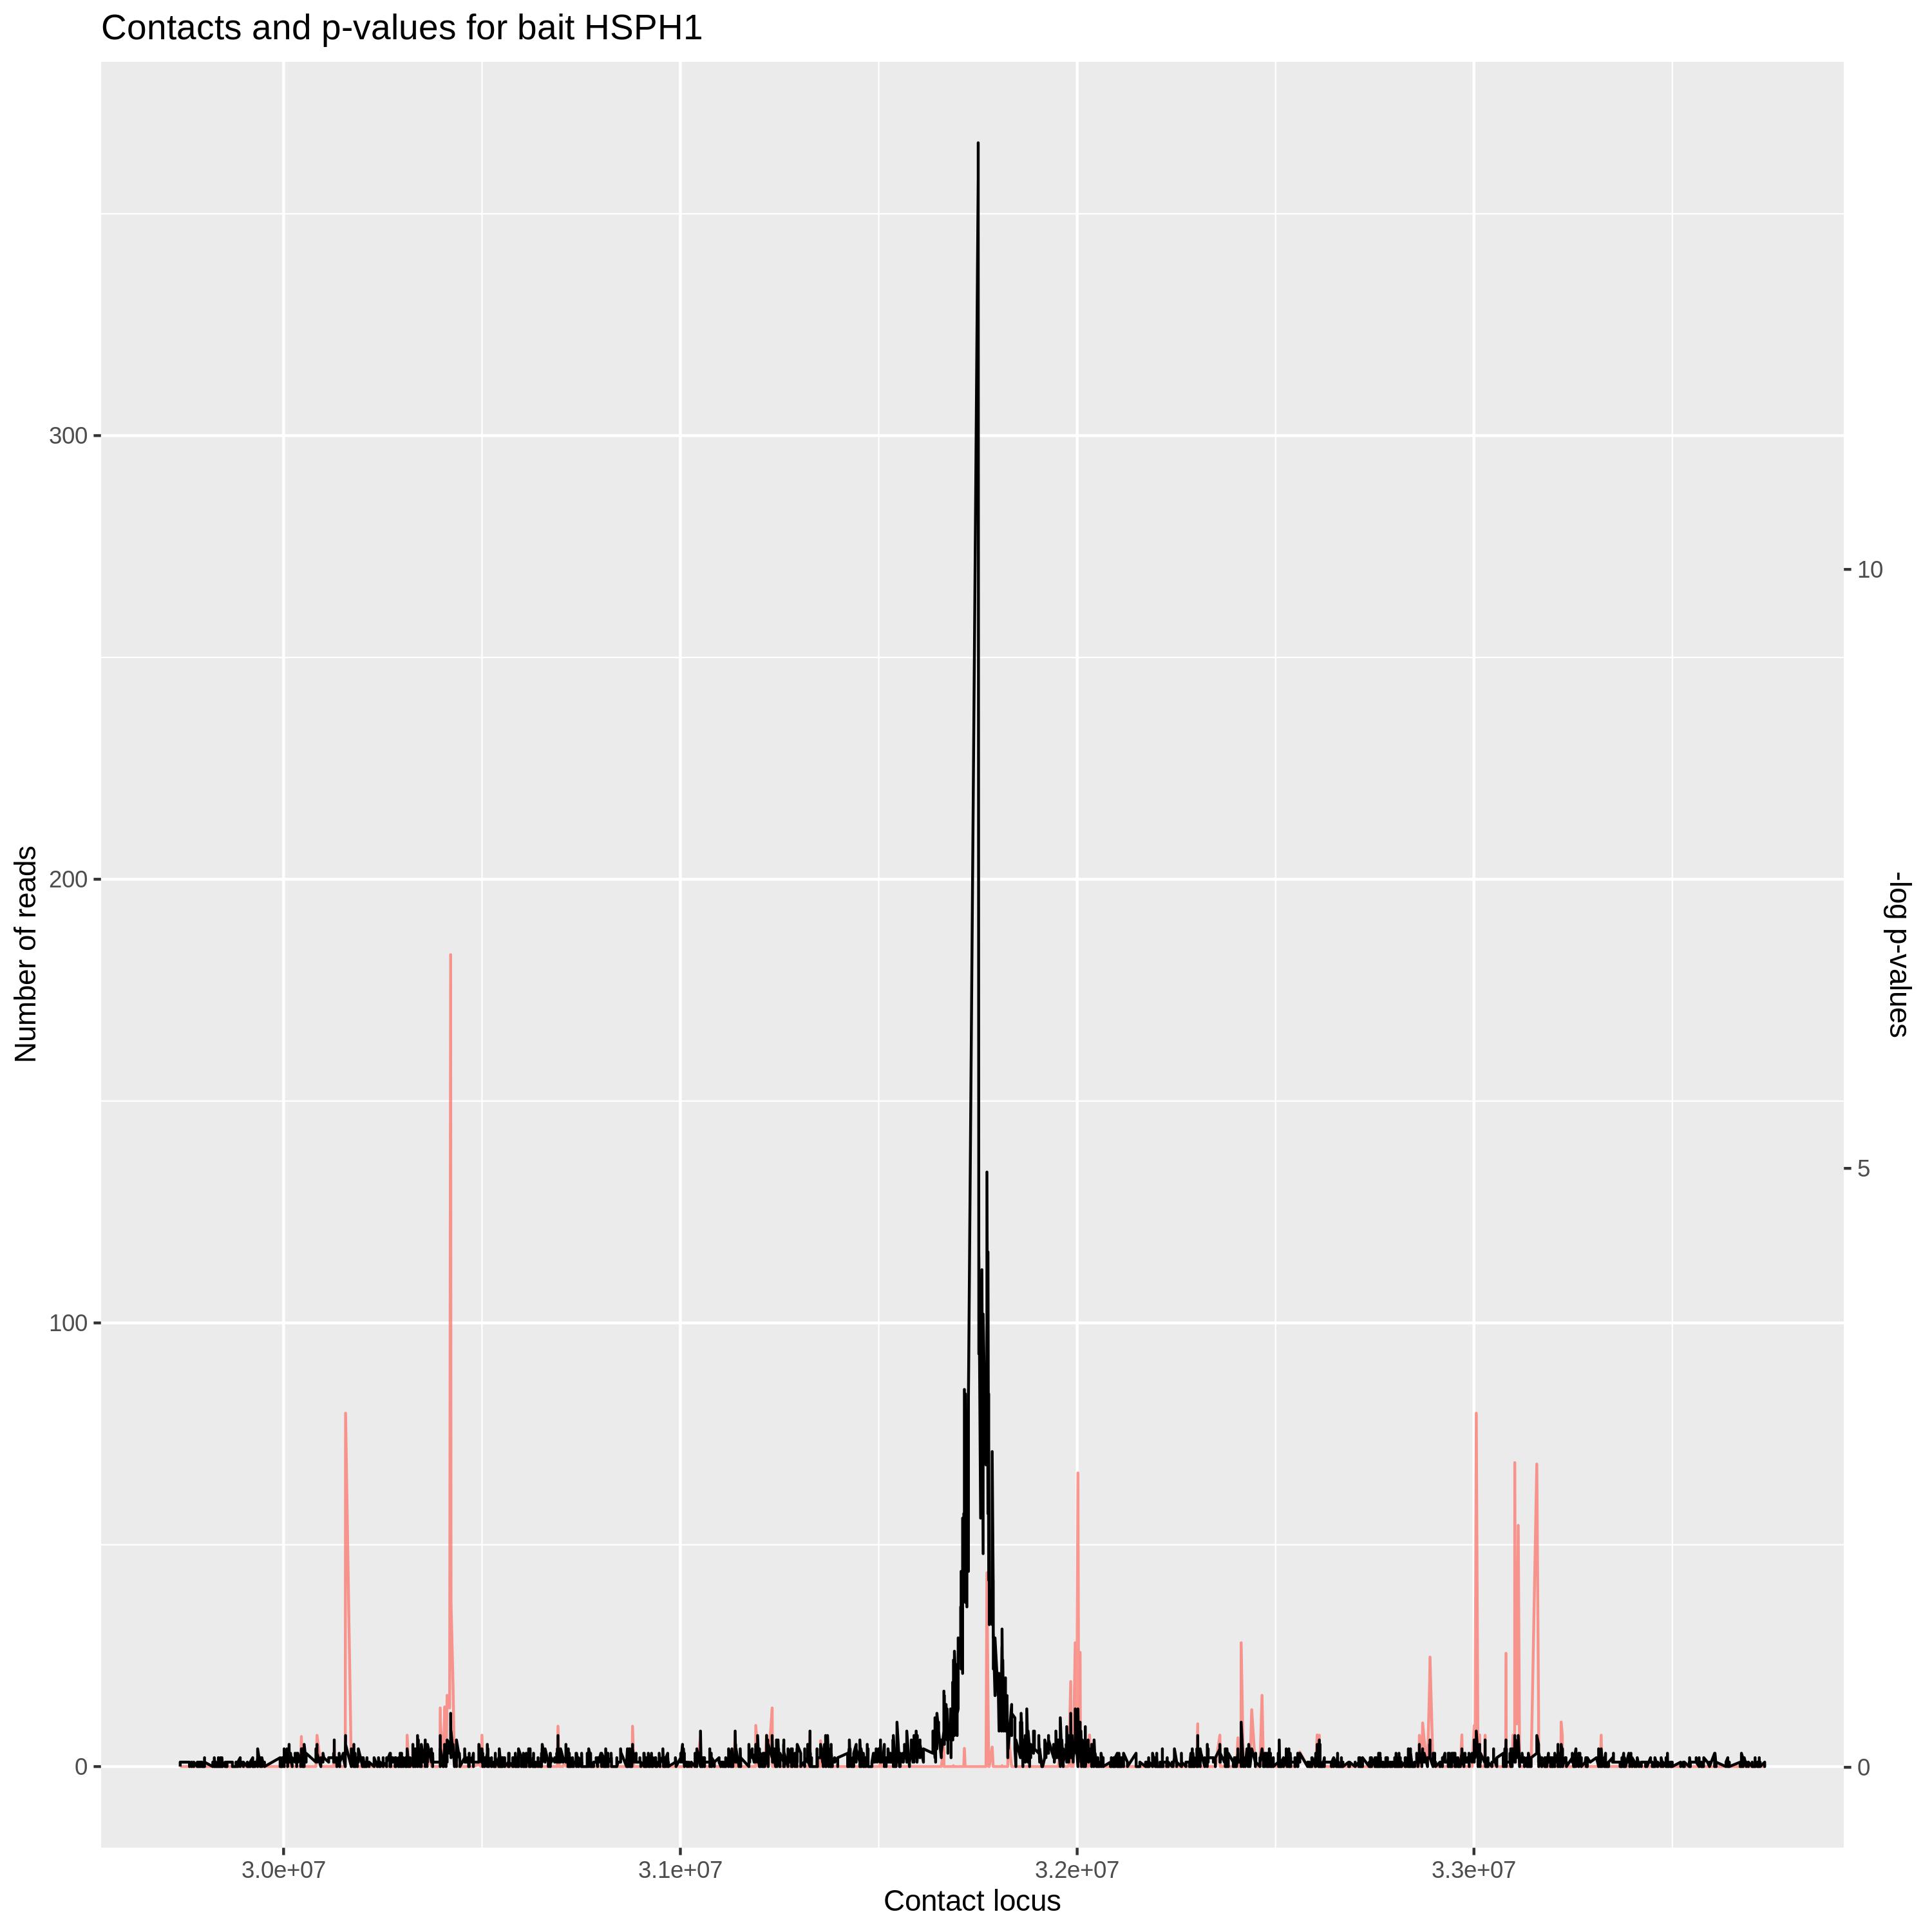 Contacts and p-values for bait HSPH1
300
200
100
0
Number of reads
10
5
0
-log p-values
3.0e+07
3.1e+07
3.2e+07
3.3e+07
Contact locus